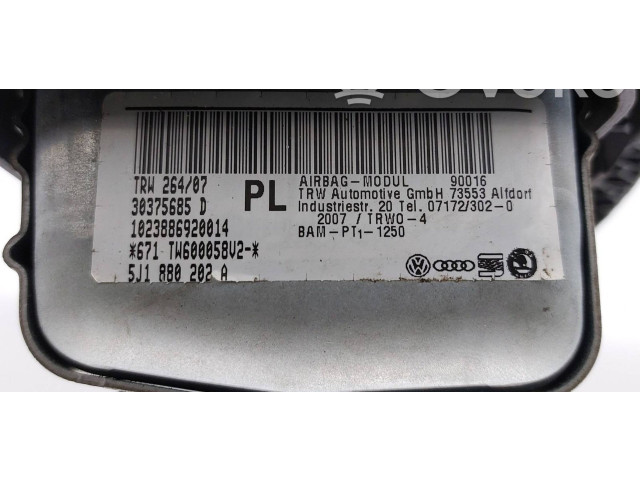 TRW 264/07
30375685 D
1023886920014
*671 TW600058V2-*
5J1 880 202 A
PL
AIRBAG-MODUL 90016
TRW Automotive GmbH 73553 Alfdorf
Industriestr. 20 Tel. 07172/302-0
2007 / TRWO-4
BAM-PT1-1250